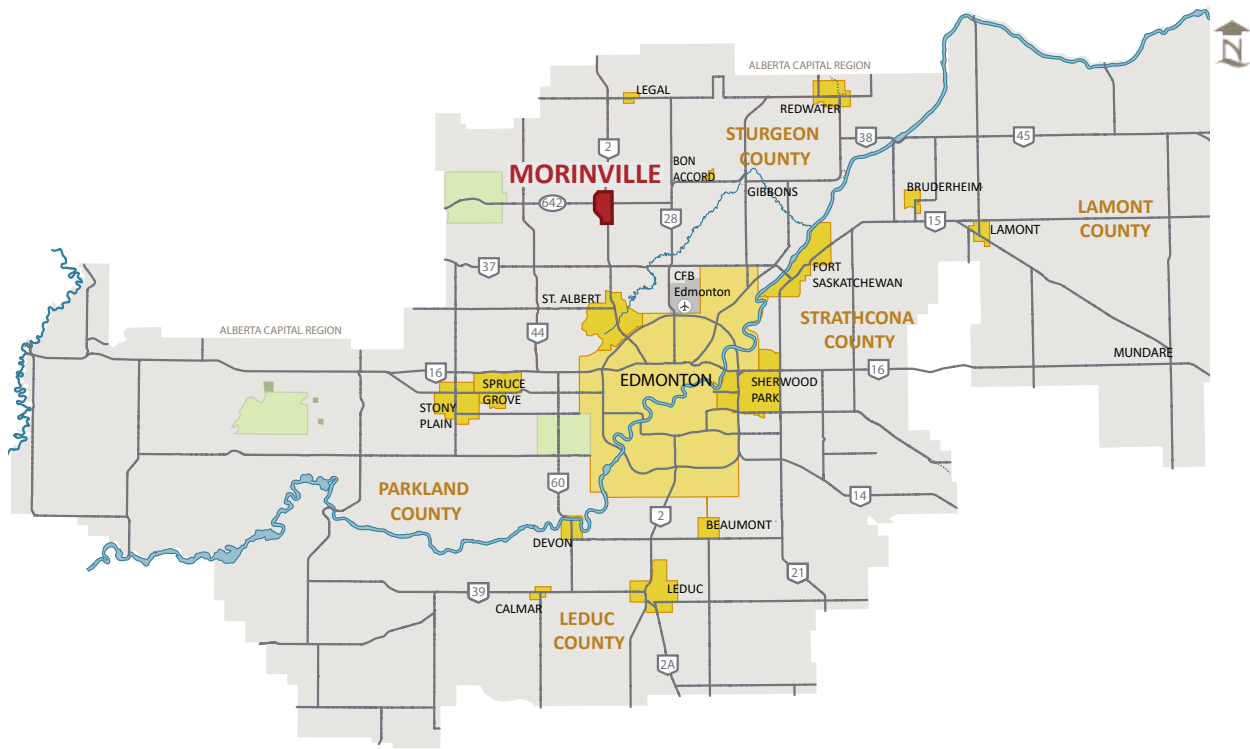 N
ALBERTA CAPITAL REGION
LEGAL
REDWATER
STURGEON
COUNTY
38
45
2
MORINVILLE
BON
ACCORD
GIBBONS
BRUDERHEIM
642
28
15
LAMONT
COUNTY
LAMONT
37
CFB
Edmonton
FORT
SASKATCHEWAN
ST. ALBERT
STRATHCONA
COUNTY
44
ALBERTA CAPITAL REGION
MUNDARE
16
16
EDMONTON
SPRUCE
GROVE
SHERWOOD
PARK
STONY
PLAIN
PARKLAND
COUNTY
60
14
2
BEAUMONT
DEVON
21
39
LEDUC
CALMAR
LEDUC
COUNTY
2A